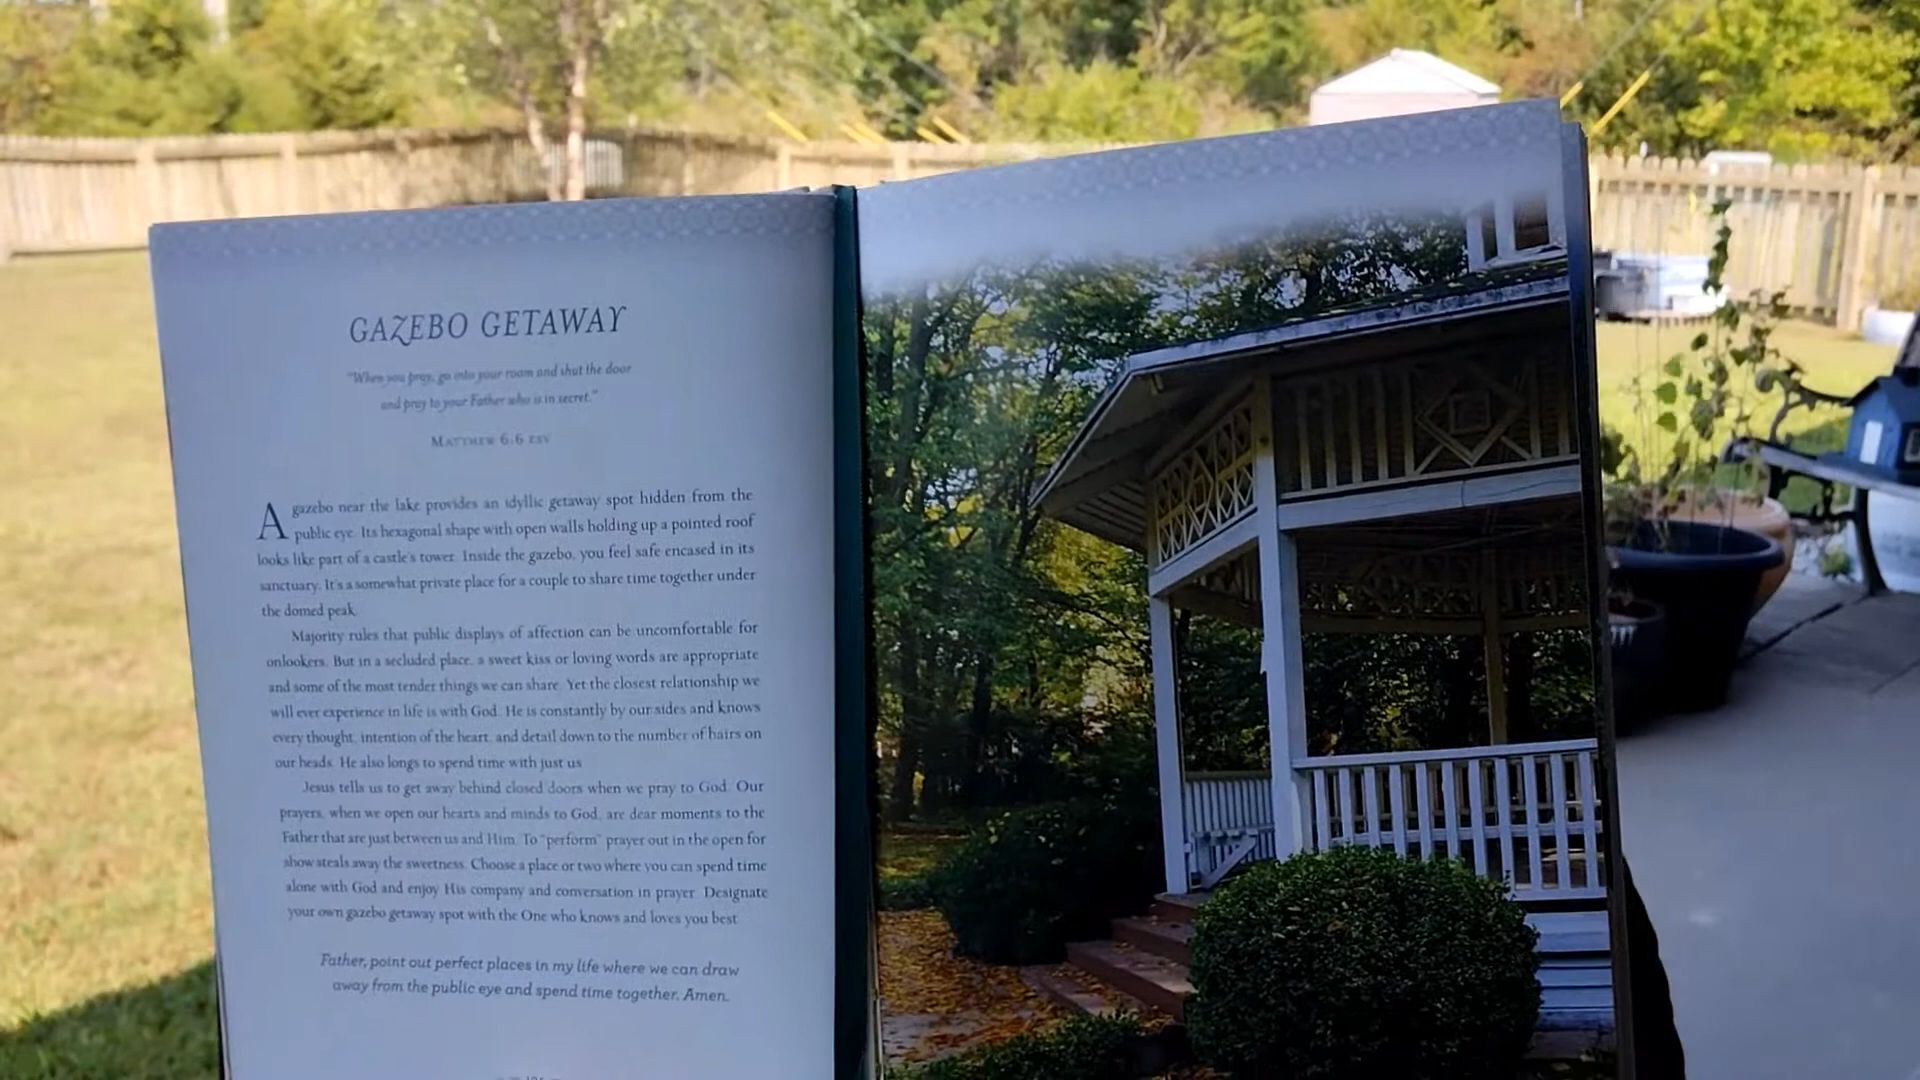 GAZEBO GETAWAY
"When you pray, go into your room and shut the door
and pray to your Father who is in secret."
MATTHEW 6:6 ESV
A gazebo near the lake provides an idyllic getaway spot hidden from the
public eye. Its hexagonal shape with open walls holding up a pointed roof
looks like part of a castle's tower. Inside the gazebo, you feel safe encased in its
sanctuary. It's a somewhat private place for a couple to share time together under
the domed peak.
Majority rules that public displays of affection can be uncomfortable for
onlookers. But in a secluded place, a sweet kiss or loving words are appropriate
and some of the most tender things we can share. Yet the closest relationship we
will ever experience in life is with God. He is constantly by our sides and knows
every thought, intention of the heart, and detail down to the number of hairs on
our heads. He also longs to spend time with just us.
Jesus tells us to get away behind closed doors when we pray to God. Our
prayers, when we open our hearts and minds to God, are dear moments to the
Father that are just between us and Him. To "perform" prayer out in the open for
show steals away the sweetness. Choose a place or two where you can spend time
alone with God and enjoy His company and conversation in prayer. Designate
your own gazebo getaway spot with the One who knows and loves you best.
Father, point out perfect places in my life where we can draw
away from the public eye and spend time together. Amen.